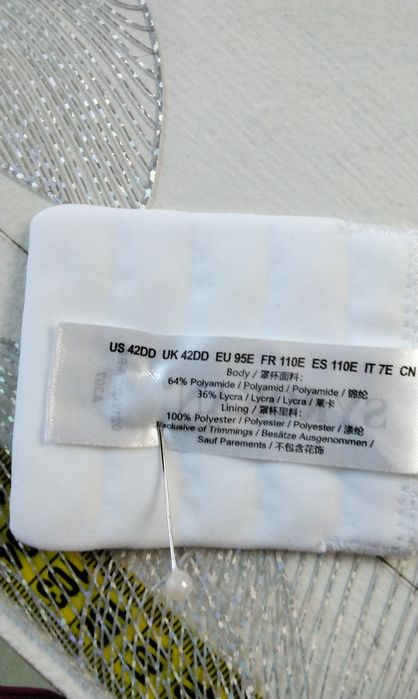 US 42DD UK 42DD EU 95E FR 110E ES 110E IT 7E CN
Body / 罩杯面料:
64% Polyamide / Polyamid / Polyamide / 锦纶
36% Lycra / Lycra / Lycra / 莱卡
Lining / 罩杯里料:
100% Polyester / Polyester / Polyester / 涤纶
Exclusive of Trimmings / Besätze Ausgenommen /
Sauf Parements / 不包含花饰